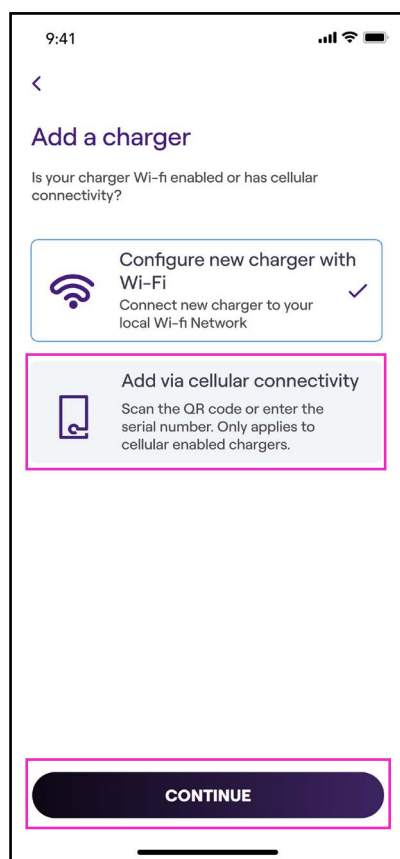 9:41
Add a charger
Is your charger Wi-fi enabled or has cellular
connectivity?
Configure new charger with
Wi-Fi
Connect new charger to your
local Wi-fi Network
Add via cellular connectivity
Scan the QR code or enter the
serial number. Only applies to
cellular enabled chargers.
CONTINUE